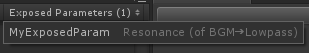 Exposed Parameters (1)
MyExposedParam Resonance (of BGM→Lowpass)